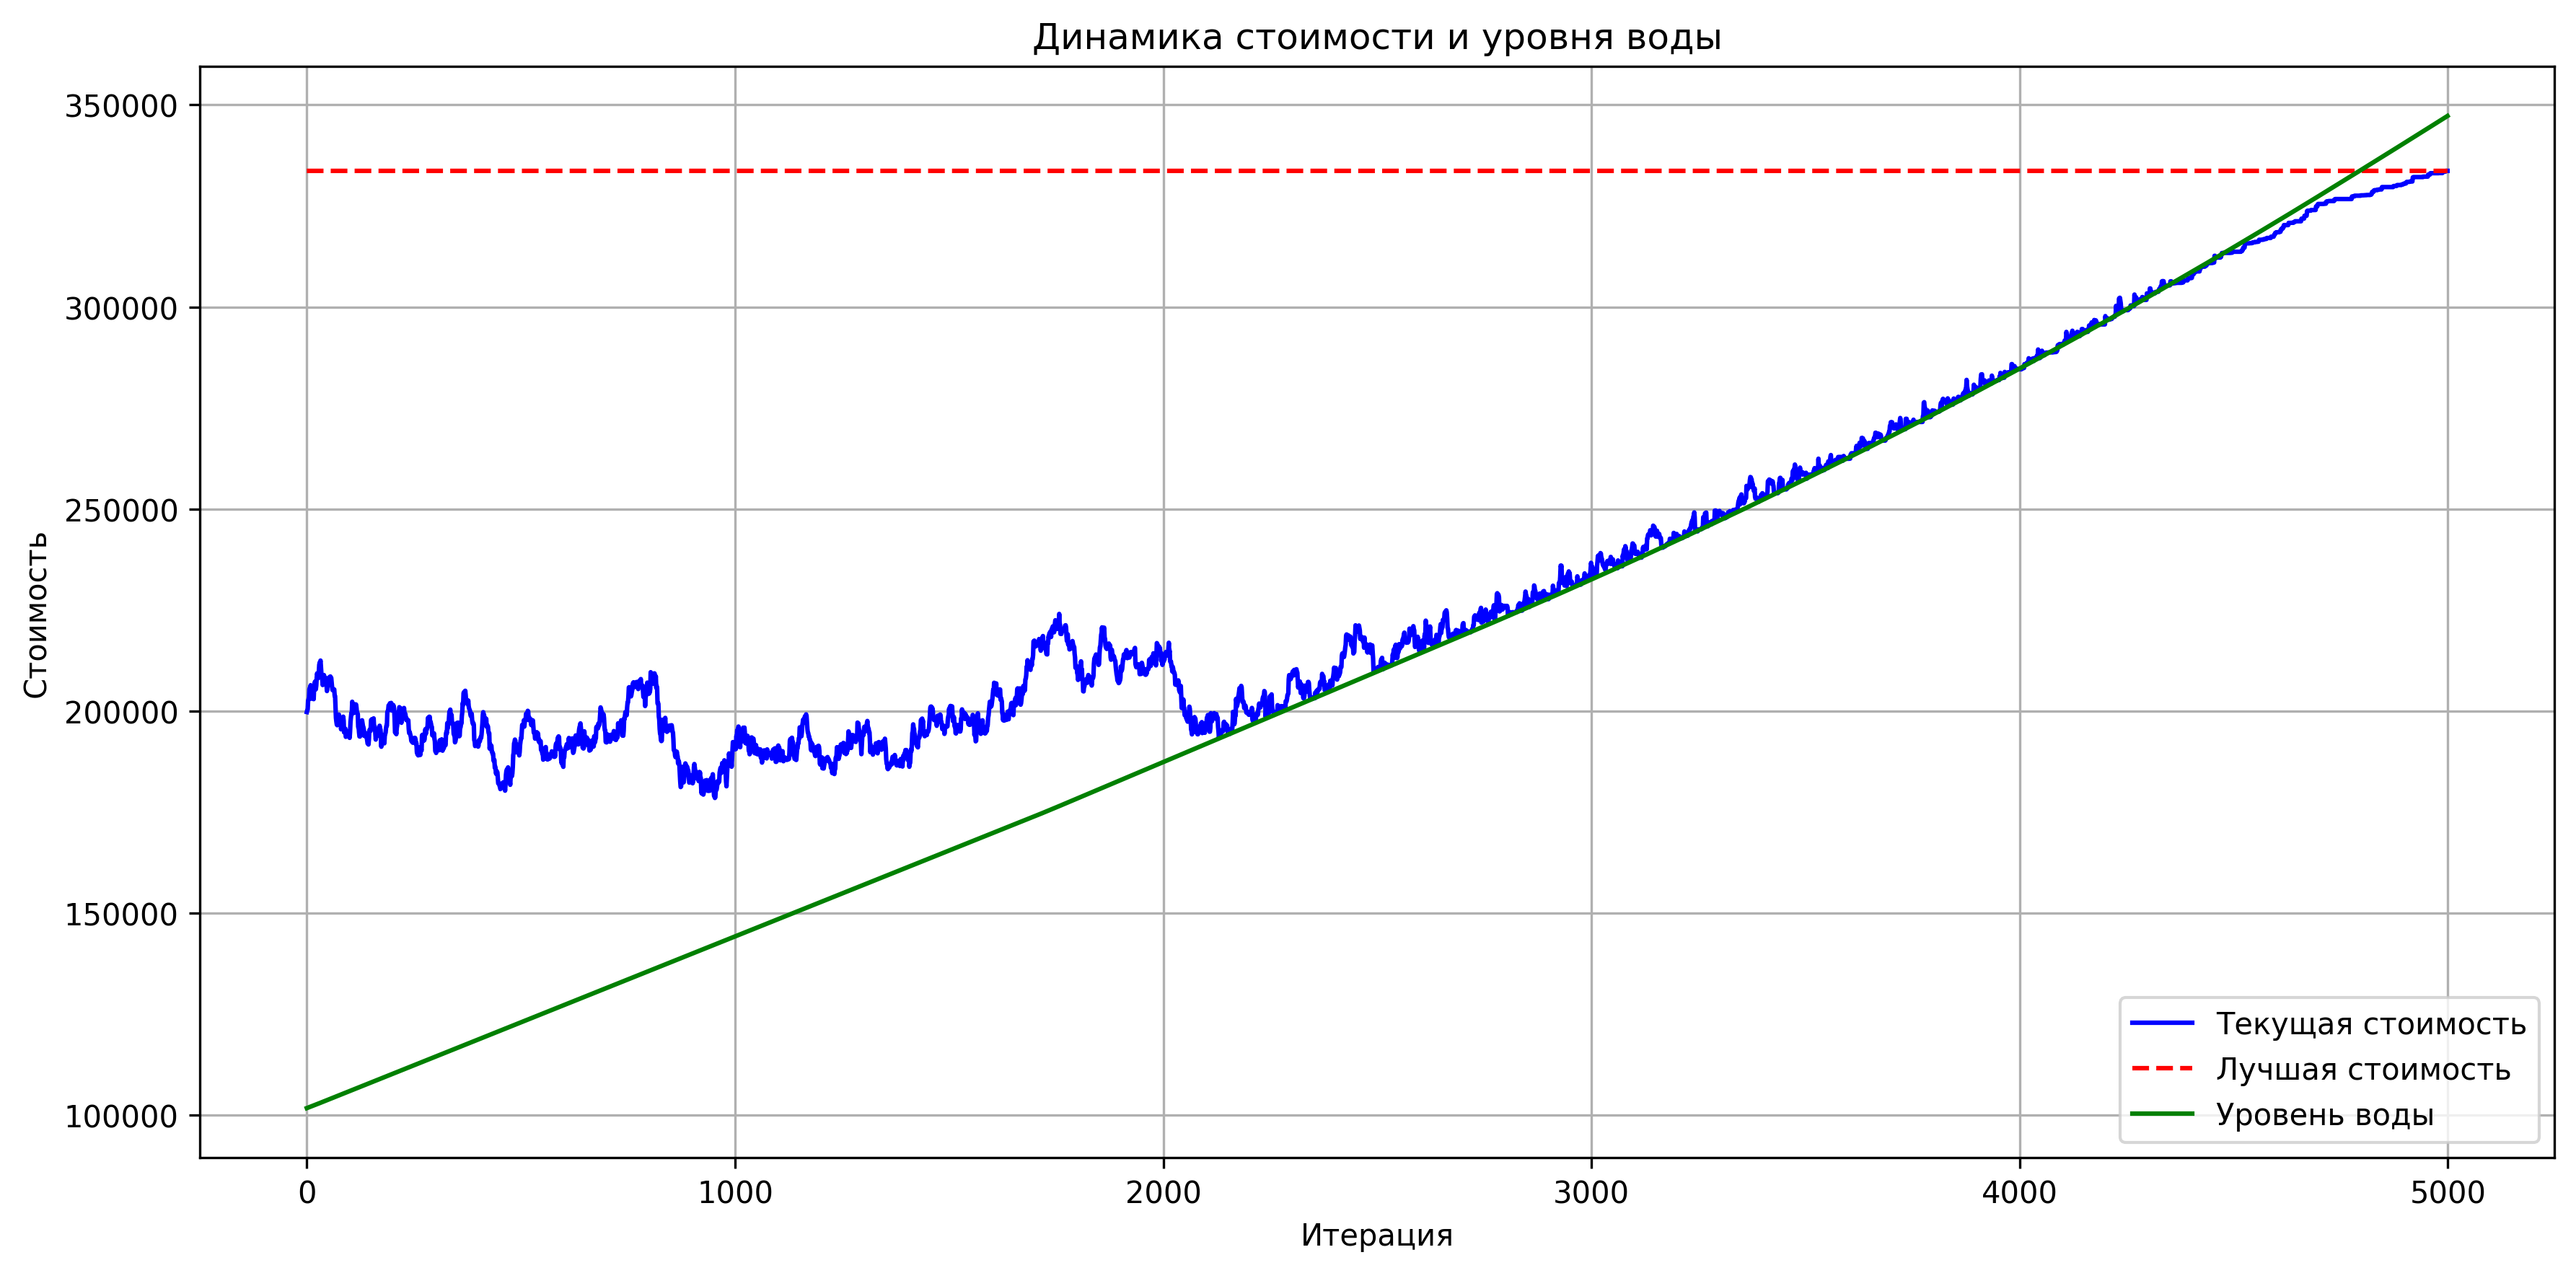 Динамика стоимости и уровня воды
Стоимость
350000
300000
250000
200000
150000
100000
0 1000 2000 3000 4000 5000
Итерация
Текущая стоимость
Лучшая стоимость
Уровень воды